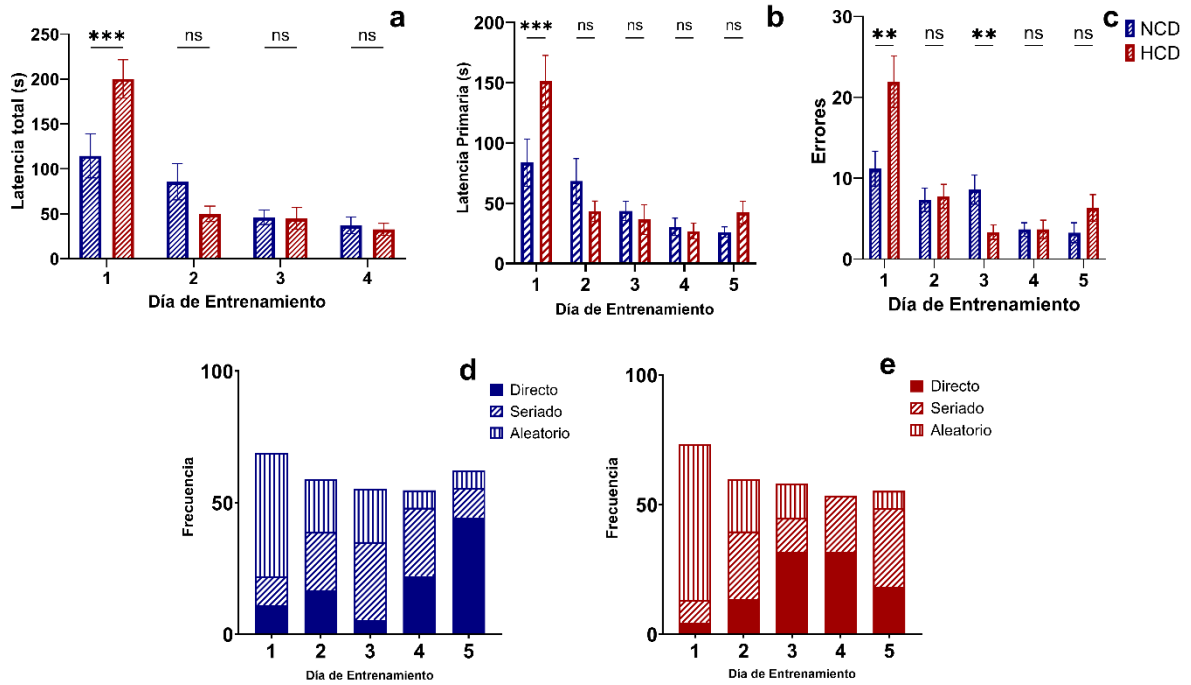 a
Latencia total (s)
250
200
150
100
50
0
*** ns ns ns
1 2 3 4
Día de Entrenamiento
b
Latencia Primaria (s)
200
150
100
50
0
*** ns ns ns ns
1 2 3 4 5
Día de Entrenamiento
c
Errores
30
20
10
0
** ns ** ns ns
1 2 3 4 5
Día de Entrenamiento
NCD
HCD
d
Frecuencia
100
50
0
1 2 3 4 5
Día de Entrenamiento
Directo
Seriado
Aleatorio
e
Frecuencia
100
50
0
1 2 3 4 5
Día de Entrenamiento
Directo
Seriado
Aleatorio